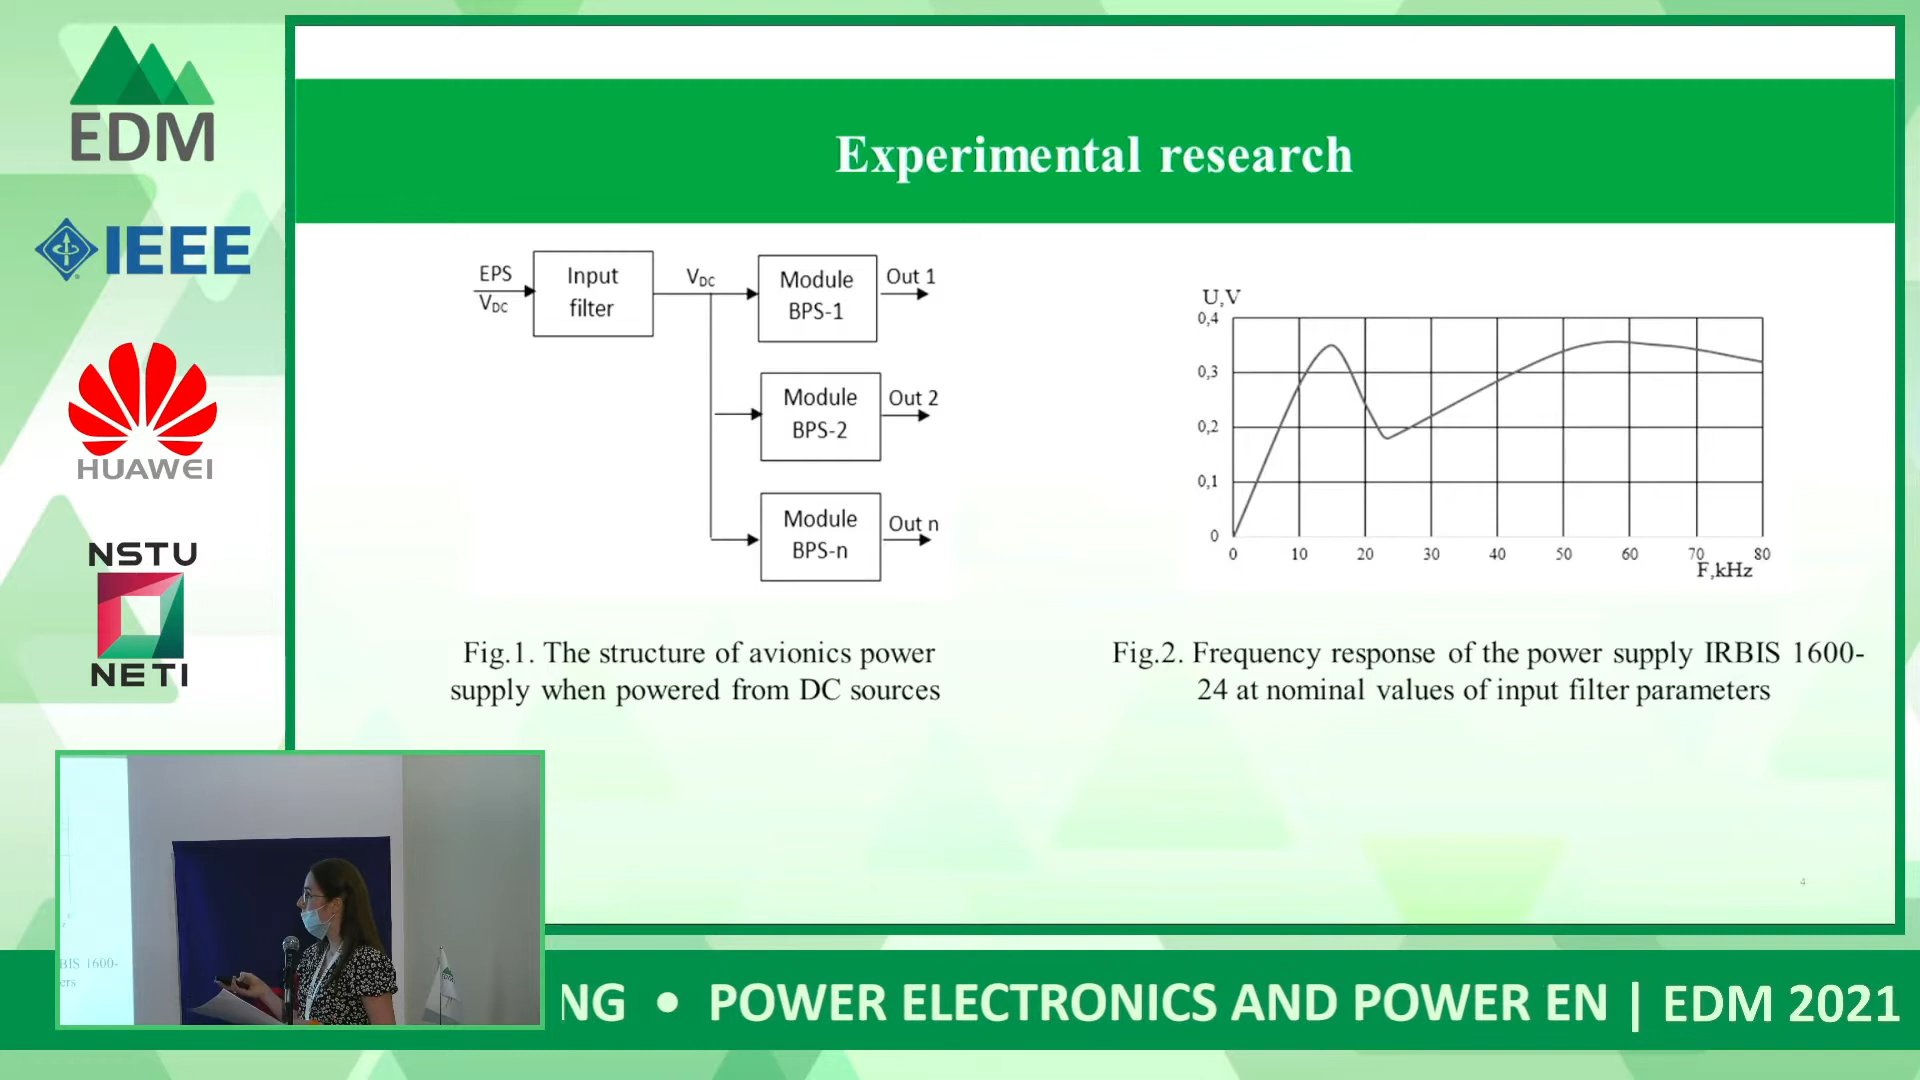 EDM
IEEE
HUAWEI
NSTU
NETI
Experimental research
EPS
V_DC
Input
filter
V_DC
Module
BPS-1
Out 1
Module
BPS-2
Out 2
Module
BPS-n
Out n
Fig.1. The structure of avionics power
supply when powered from DC sources
U,V
0,4
0,3
0,2
0,1
0
0 10 20 30 40 50 60 70 80
F,kHz
Fig.2. Frequency response of the power supply IRBIS 1600-
24 at nominal values of input filter parameters
4
BIS 1600-
ers
NG • POWER ELECTRONICS AND POWER EN | EDM 2021